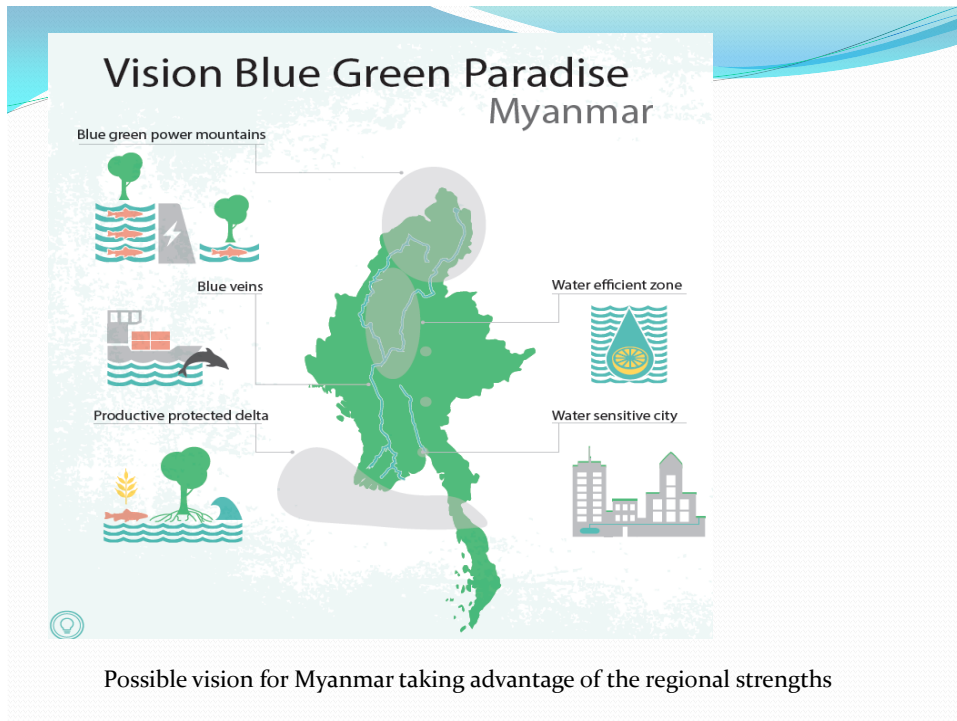 Vision Blue Green Paradise
Myanmar
Blue green power mountains
Blue veins
Water efficient zone
Productive protected delta
Water sensitive city
Possible vision for Myanmar taking advantage of the regional strengths